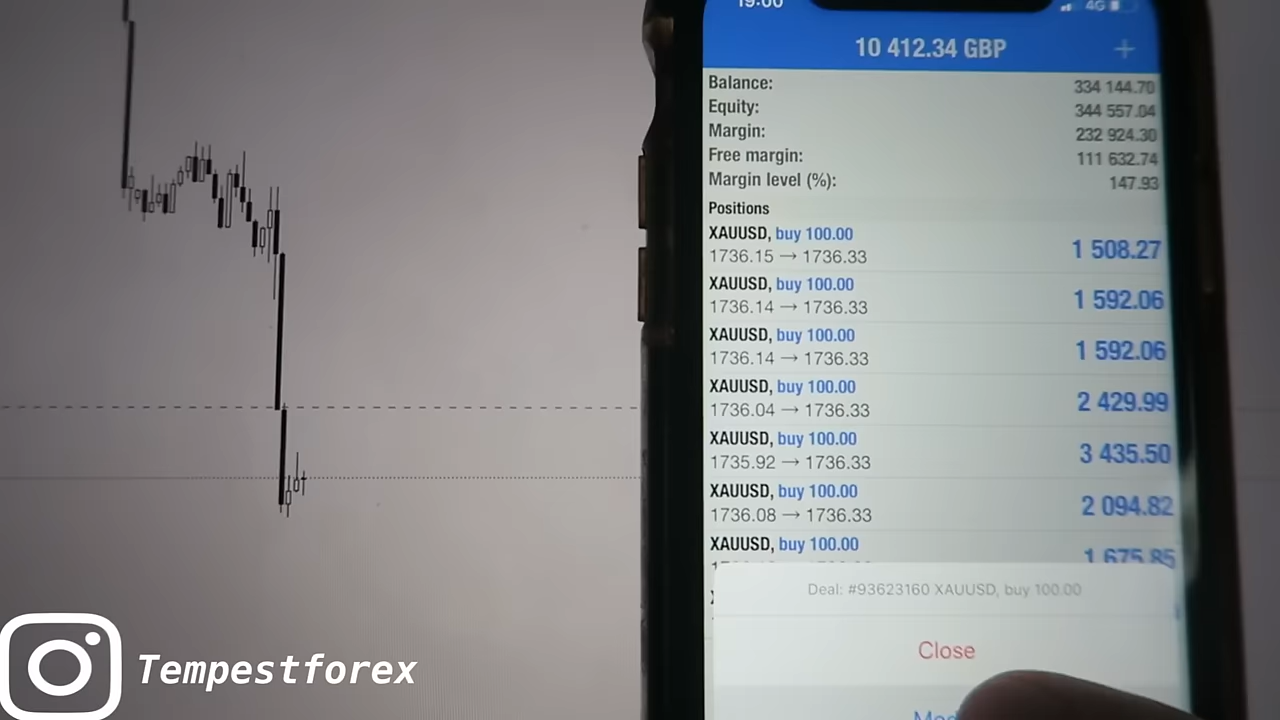 19:00
4G
10 412.34 GBP
+
Balance: 334 144.70
Equity: 344 557.04
Margin: 232 924.30
Free margin: 111 632.74
Margin level (%): 147.93
Positions
XAUUSD, buy 100.00
1736.15 → 1736.33 1 508.27
XAUUSD, buy 100.00
1736.14 → 1736.33 1 592.06
XAUUSD, buy 100.00
1736.14 → 1736.33 1 592.06
XAUUSD, buy 100.00
1736.04 → 1736.33 2 429.99
XAUUSD, buy 100.00
1735.92 → 1736.33 3 435.50
XAUUSD, buy 100.00
1736.08 → 1736.33 2 094.82
XAUUSD, buy 100.00
1 675.85
Deal: #93623160 XAUUSD, buy 100.00
Close
Tempestforex